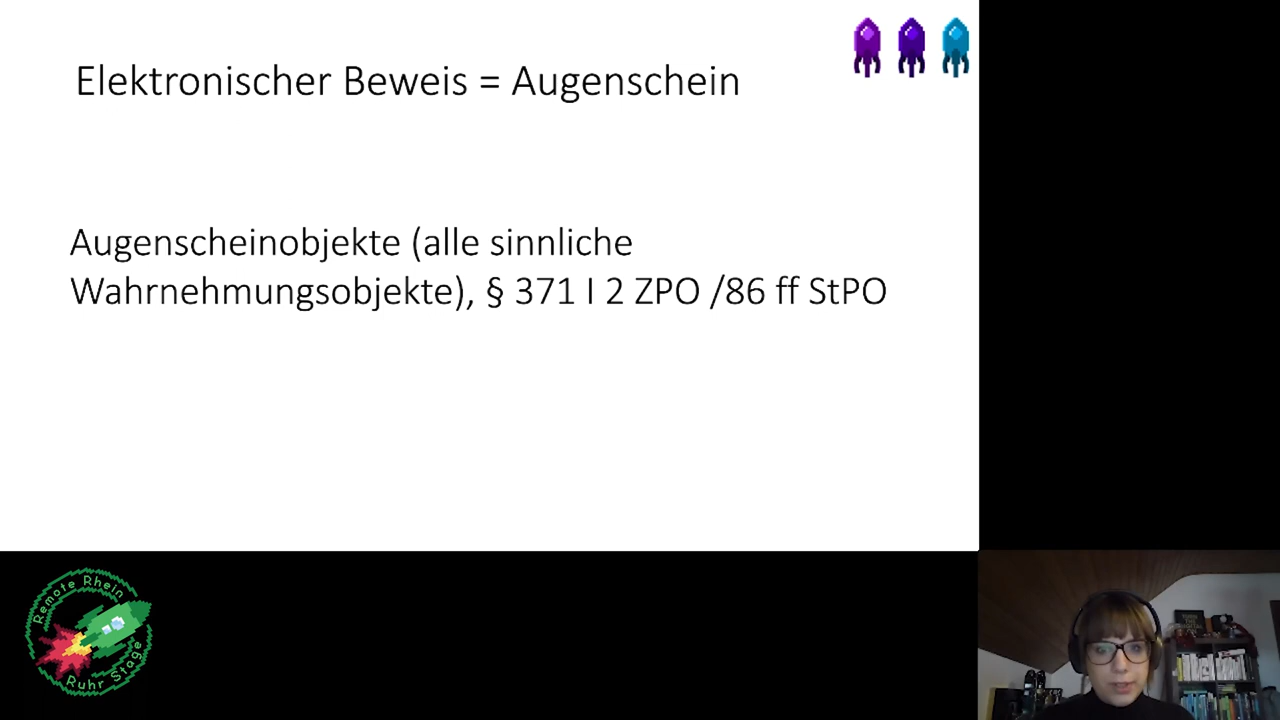 Elektronischer Beweis = Augenschein
Augenscheinobjekte (alle sinnliche
Wahrnehmungsobjekte), § 371 I 2 ZPO /86 ff StPO
Remote Rhein
Ruhr Stage